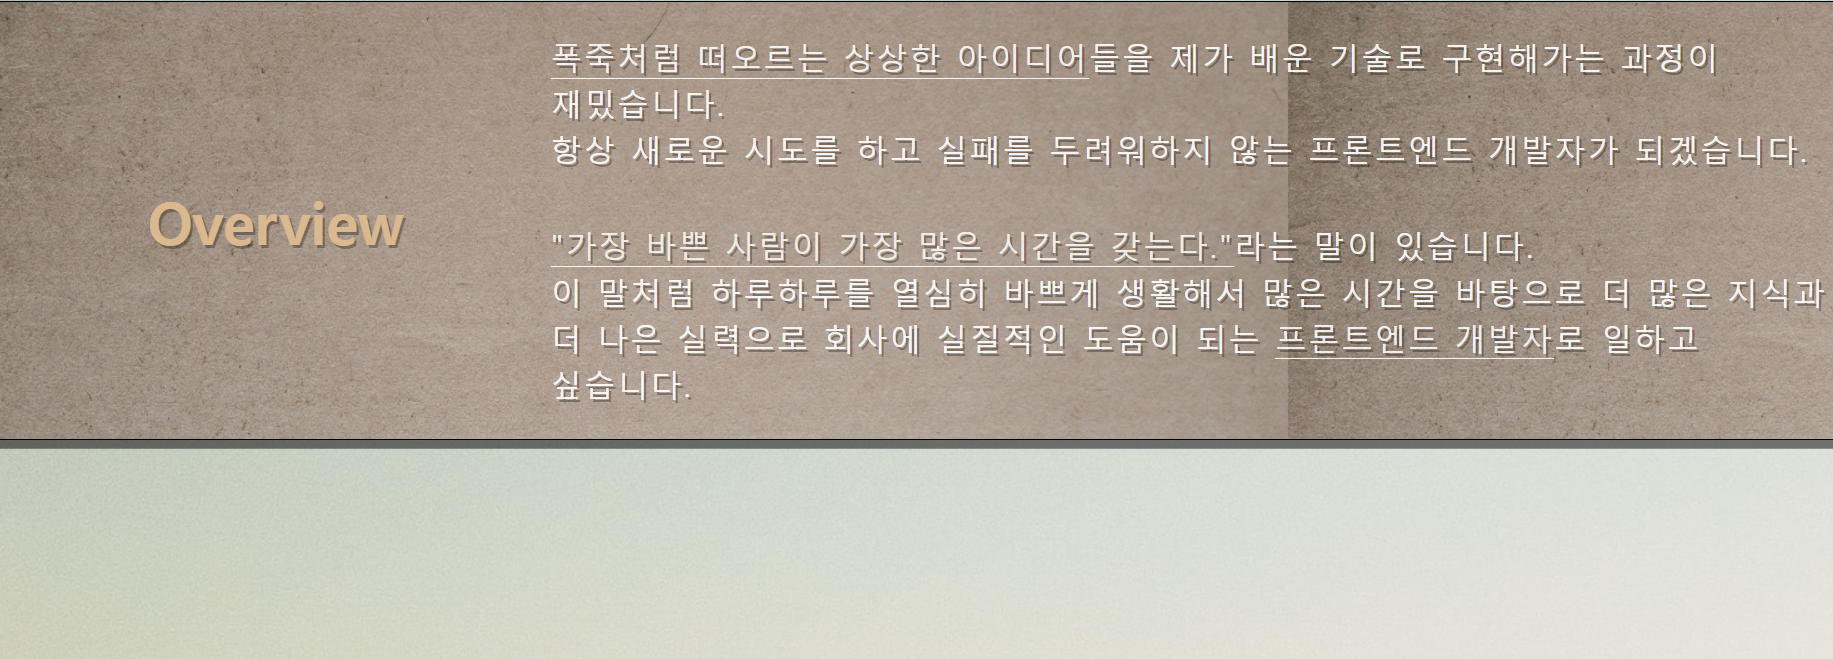 폭죽처럼 떠오르는 상상한 아이디어들을 제가 배운 기술로 구현해가는 과정이
재밌습니다.
항상 새로운 시도를 하고 실패를 두려워하지 않는 프론트엔드 개발자가 되겠습니다.
Overview
"가장 바쁜 사람이 가장 많은 시간을 갖는다."라는 말이 있습니다.
이 말처럼 하루하루를 열심히 바쁘게 생활해서 많은 시간을 바탕으로 더 많은 지식과
더 나은 실력으로 회사에 실질적인 도움이 되는 프론트엔드 개발자로 일하고
싶습니다.